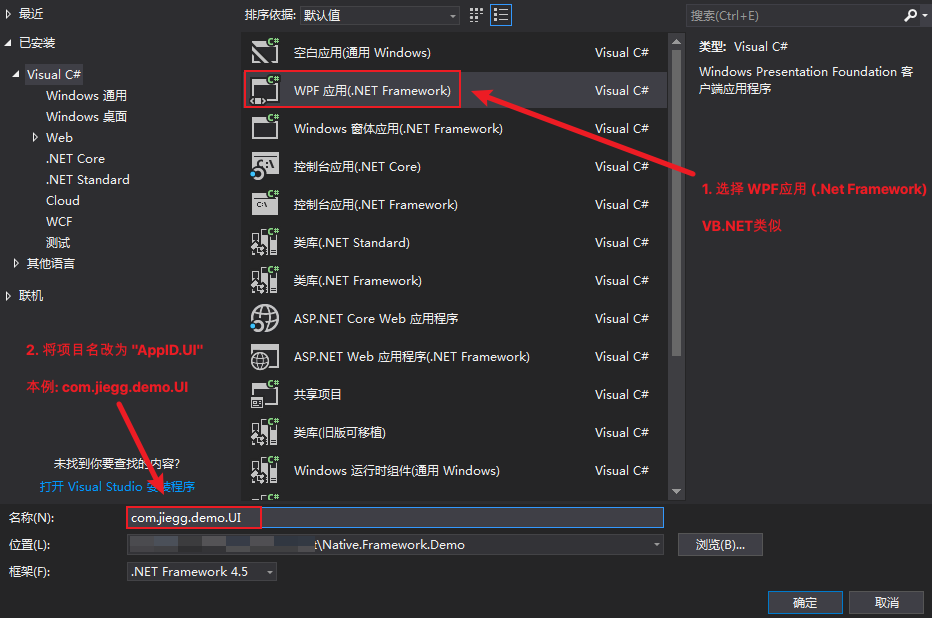 最近
已安装
Visual C#
Windows 通用
Windows 桌面
Web
.NET Core
.NET Standard
Cloud
WCF
测试
其他语言
联机
2. 将项目名改为 "AppID.UI"
本例: com.jiegg.demo.UI
未找到你要查找的内容?
打开 Visual Studio 安装程序
排序依据: 默认值
空白应用(通用 Windows) Visual C#
WPF 应用(.NET Framework) Visual C#
Windows 窗体应用(.NET Framework) Visual C#
控制台应用(.NET Core) Visual C#
控制台应用(.NET Framework) Visual C#
类库(.NET Standard) Visual C#
类库(.NET Framework) Visual C#
ASP.NET Core Web 应用程序 Visual C#
ASP.NET Web 应用程序(.NET Framework) Visual C#
共享项目 Visual C#
类库(旧版可移植) Visual C#
Windows 运行时组件(通用 Windows) Visual C#
搜索(Ctrl+E)
类型: Visual C#
Windows Presentation Foundation 客
户端应用程序
1. 选择 WPF应用 (.Net Framework)
VB.NET类似
名称(N): com.jiegg.demo.UI
位置(L): \Native.Framework.Demo 浏览(B)...
框架(F): .NET Framework 4.5
确定 取消